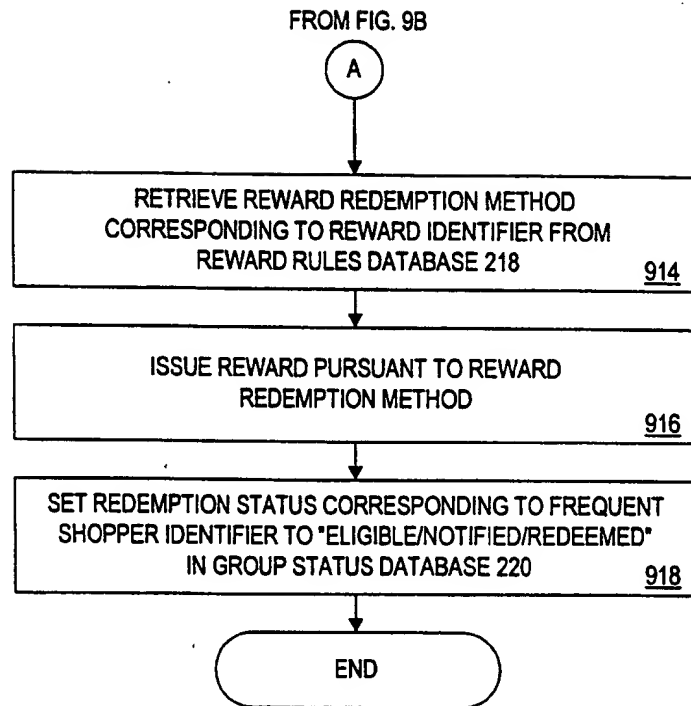 FROM FIG. 9B
A
RETRIEVE REWARD REDEMPTION METHOD
CORRESPONDING TO REWARD IDENTIFIER FROM
REWARD RULES DATABASE 218
914
ISSUE REWARD PURSUANT TO REWARD
REDEMPTION METHOD
916
SET REDEMPTION STATUS CORRESPONDING TO FREQUENT
SHOPPER IDENTIFIER TO "ELIGIBLE/NOTIFIED/REDEEMED"
IN GROUP STATUS DATABASE 220
918
END